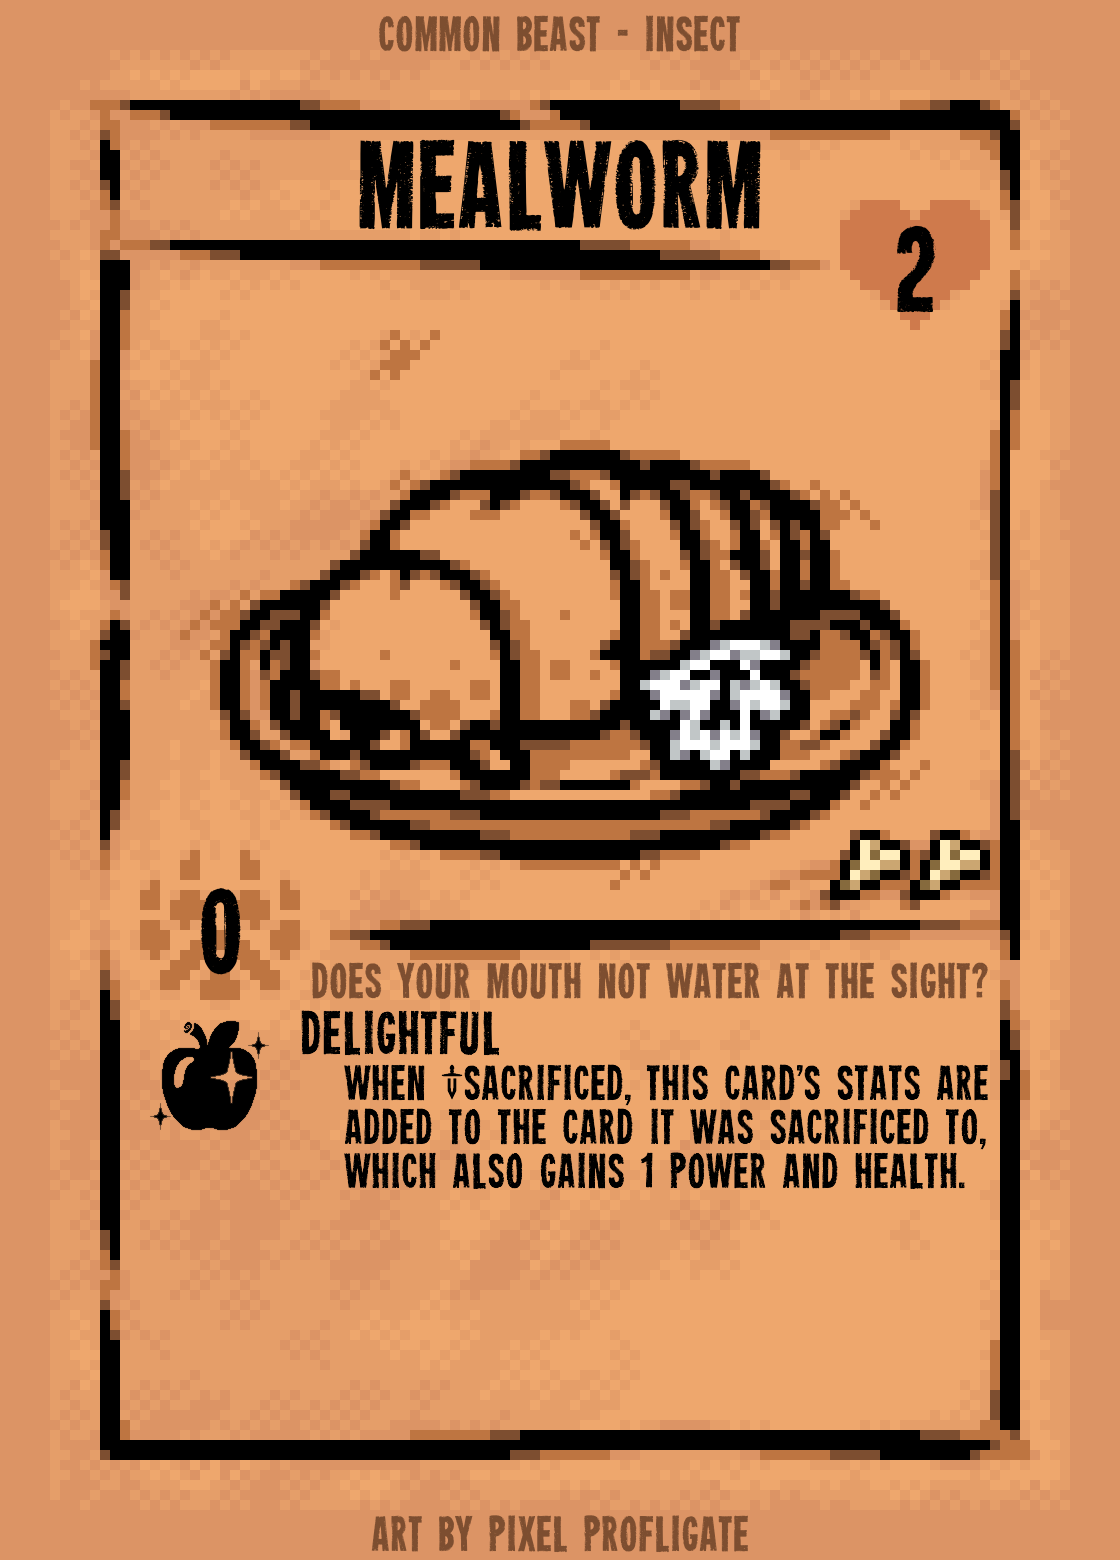 COMMON BEAST - INSECT
MEALWORM
2
0
DOES YOUR MOUTH NOT WATER AT THE SIGHT?
DELIGHTFUL
WHEN SACRIFICED, THIS CARD'S STATS ARE
ADDED TO THE CARD IT WAS SACRIFICED TO,
WHICH ALSO GAINS 1 POWER AND HEALTH.
ART BY PIXEL PROFLIGATE